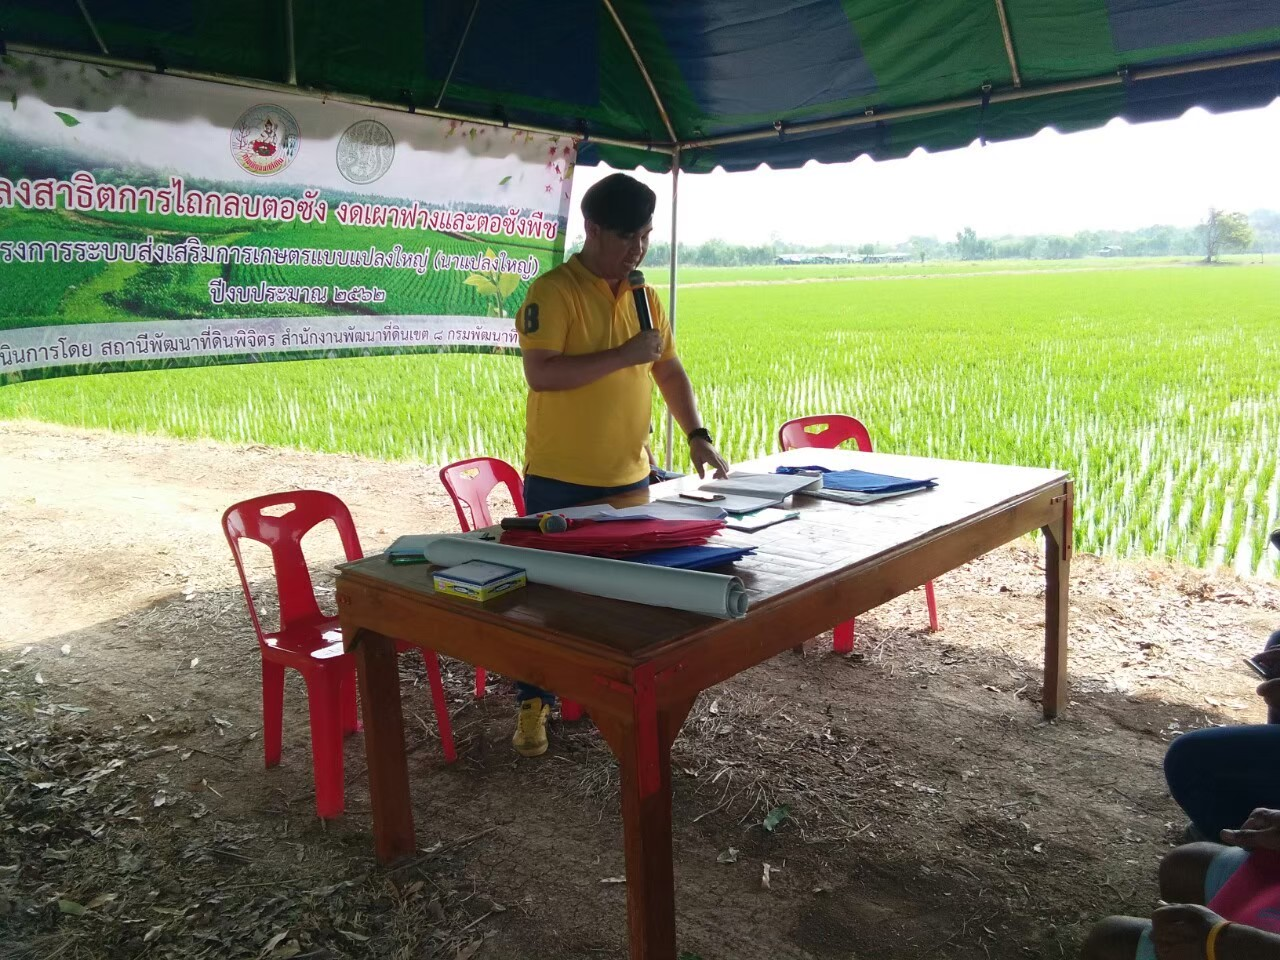 ลงสาธิตการไถกลบตอซัง งดเผาฟางและตอซังพืช
รงการระบบส่งเสริมการเกษตรแบบแปลงใหญ่ (นาแปลงใหญ่)
ปีงบประมาณ ๒๕๖๒
นินการโดย สถานีพัฒนาที่ดินพิจิตร สำนักงานพัฒนาที่ดินเขต ๘ กรมพัฒนาที่
8